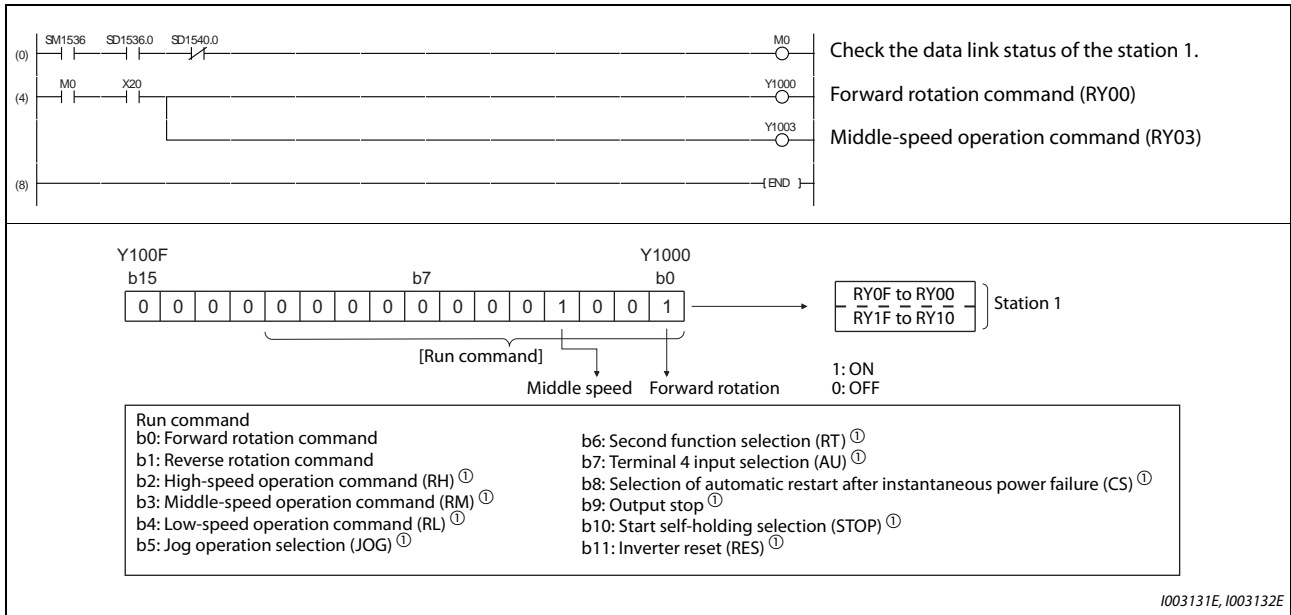 SM1536 SD1536.0 SD1540.0 M0
(0) Check the data link status of the station 1.
M0 X20 Y1000
(4) Forward rotation command (RY00)
Y1003
Middle-speed operation command (RY03)
(8) END
Y100F Y1000
b15 b7 b0
0 0 0 0 0 0 0 0 0 0 0 0 1 0 0 1
RY0F to RY00
RY1F to RY10
Station 1
[Run command]
Middle speed Forward rotation
1: ON
0: OFF
Run command
b0: Forward rotation command
b1: Reverse rotation command
b2: High-speed operation command (RH) ①
b3: Middle-speed operation command (RM) ①
b4: Low-speed operation command (RL) ①
b5: Jog operation selection (JOG) ①
b6: Second function selection (RT) ①
b7: Terminal 4 input selection (AU) ①
b8: Selection of automatic restart after instantaneous power failure (CS) ①
b9: Output stop ①
b10: Start self-holding selection (STOP) ①
b11: Inverter reset (RES) ①
I003131E, I003132E